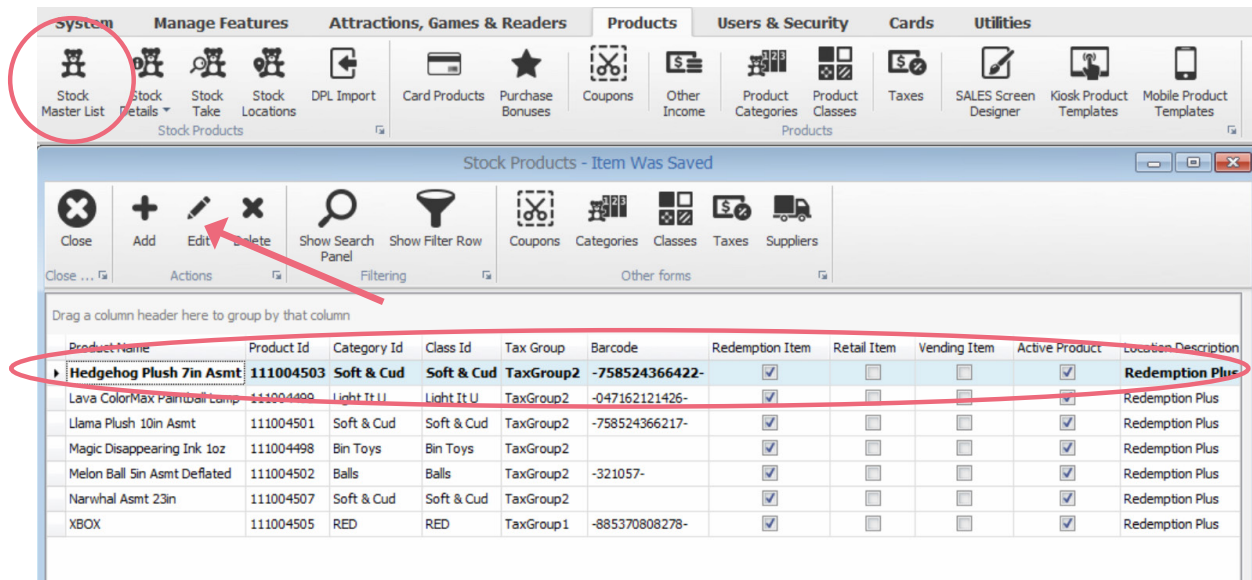 System Manage Features Attractions, Games & Readers Products Users & Security Cards Utilities
Stock Master List Stock Details Stock Take Stock Locations DPL Import Card Products Purchase Bonuses Coupons Other Income Product Categories Product Classes Taxes SALES Screen Designer Kiosk Product Templates Mobile Product Templates
Stock Products Products
Stock Products - Item Was Saved
Close Add Edit Delete Show Search Panel Show Filter Row Coupons Categories Classes Taxes Suppliers
Close ... Actions Filtering Other forms
Drag a column header here to group by that column
Product Name Product Id Category Id Class Id Tax Group Barcode Redemption Item Retail Item Vending Item Active Product Location Description
Hedgehog Plush 7in Asmt 111004503 Soft & Cud Soft & Cud TaxGroup2 -758524366422- Redemption Plus
Lava ColorMax Paintball Lamp 111004499 Light It U Light It U TaxGroup2 -047162121426- Redemption Plus
Llama Plush 10in Asmt 111004501 Soft & Cud Soft & Cud TaxGroup2 -758524366217- Redemption Plus
Magic Disappearing Ink 1oz 111004498 Bin Toys Bin Toys TaxGroup2 Redemption Plus
Melon Ball 5in Asmt Deflated 111004502 Balls Balls TaxGroup2 -321057- Redemption Plus
Narwhal Asmt 23in 111004507 Soft & Cud Soft & Cud TaxGroup2 Redemption Plus
XBOX 111004505 RED RED TaxGroup1 -885370808278- Redemption Plus